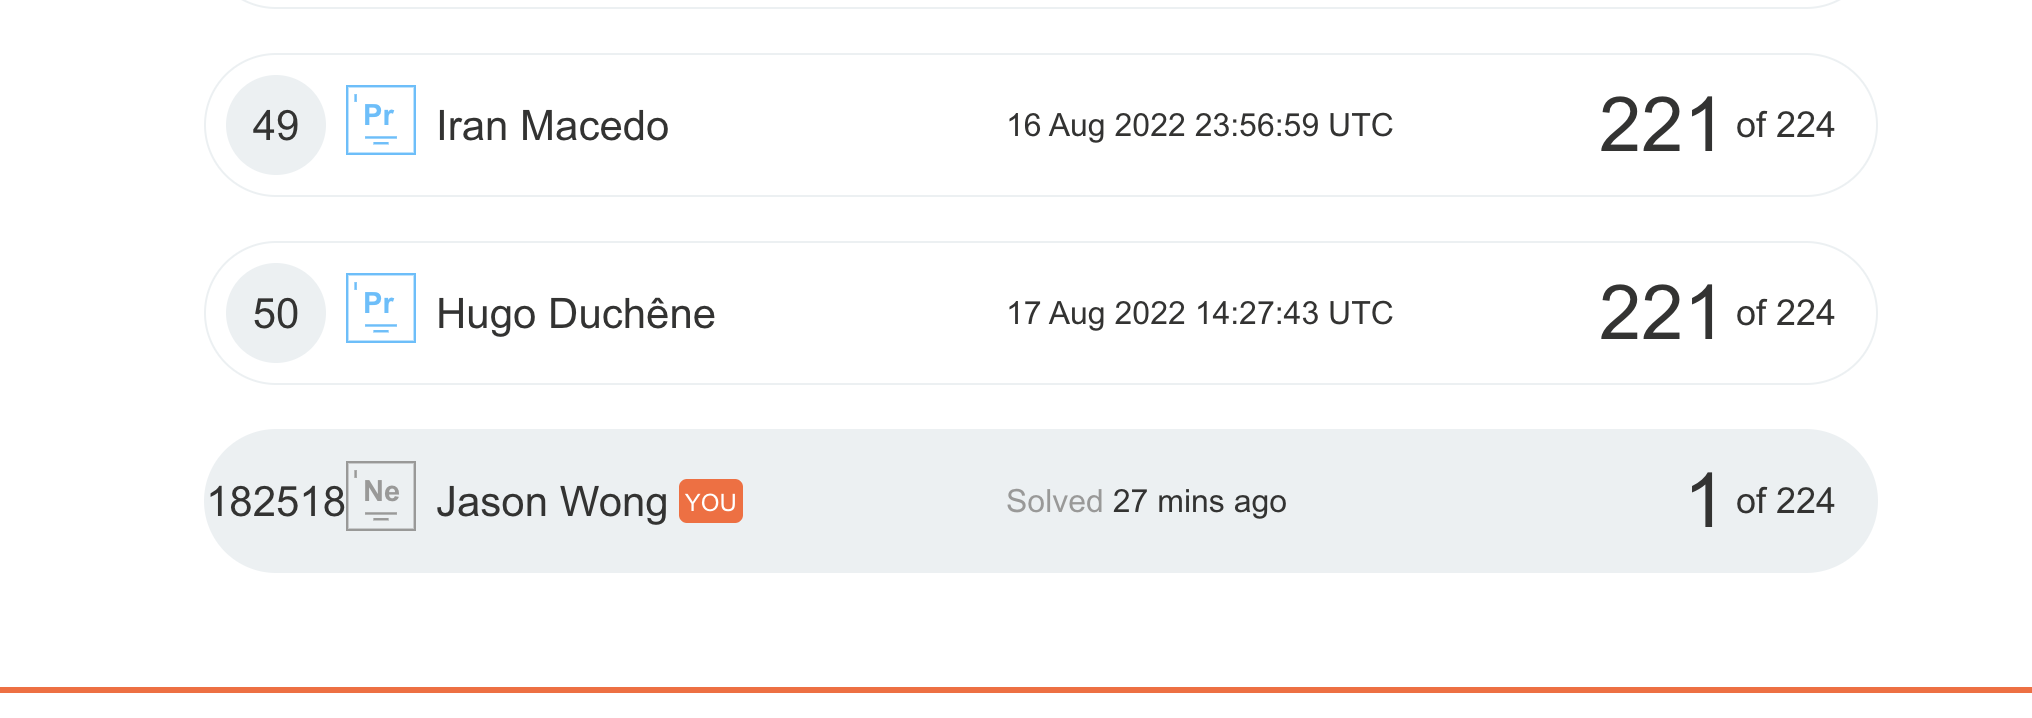 49 Pr Iran Macedo 16 Aug 2022 23:56:59 UTC 221 of 224
50 Pr Hugo Duchêne 17 Aug 2022 14:27:43 UTC 221 of 224
182518 Ne Jason Wong YOU Solved 27 mins ago 1 of 224